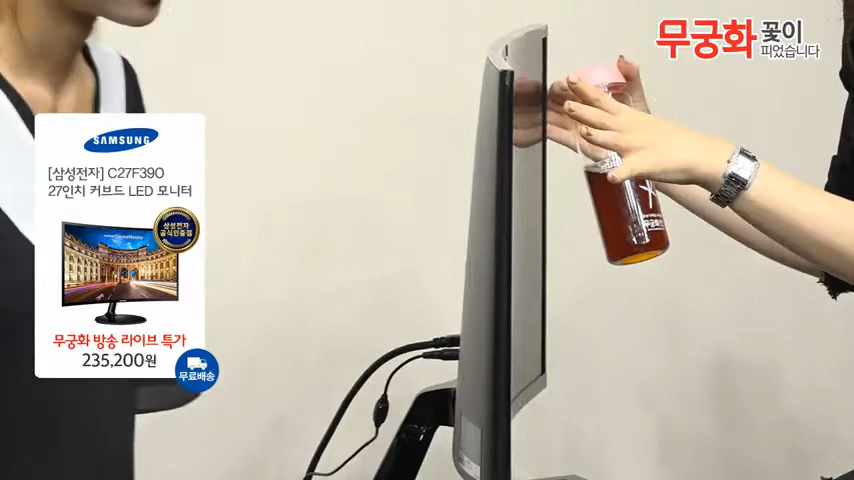 무궁화 꽃이
피었습니다
SAMSUNG
[삼성전자] C27F390
27인치 커브드 LED 모니터
삼성전자
공식인증점
무궁화 방송 라이브 특가
235,200원
무료배송